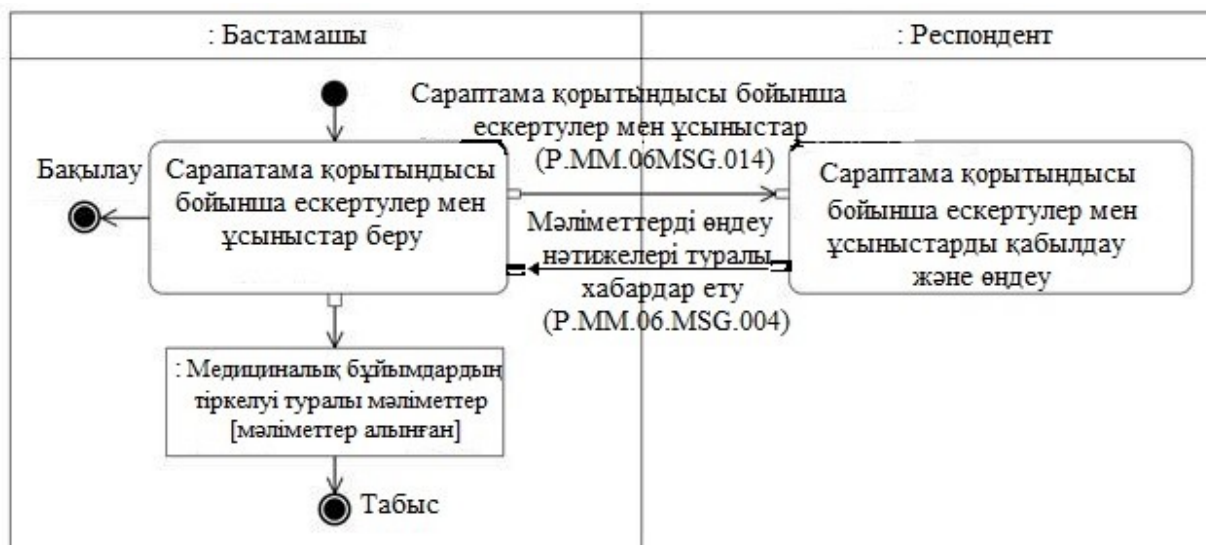 : Бастамашы
: Респондент
Сараптама қорытындысы бойынша
ескертулер мен ұсыныстар
(P.MM.06MSG.014)
Бақылау
Сарапатама қорытындысы
бойынша ескертулер мен
ұсыныстар беру
Сараптама қорытындысы
бойынша ескертулер мен
ұсыныстарды қабылдау
және өңдеу
Мәліметтерді өңдеу
нәтижелері туралы
хабардар ету
(P.MM.06.MSG.004)
: Медициналық бұйымдардың
тіркелуі туралы мәліметтер
[мәліметтер алынған]
Табыс